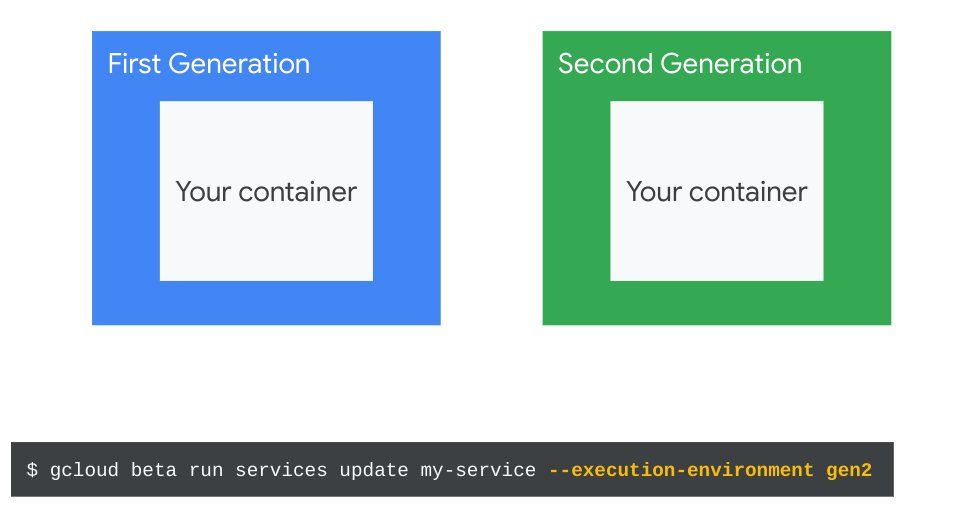 First Generation
Second Generation
Your container
Your container
$ gcloud beta run services update my-service --execution-environment gen2